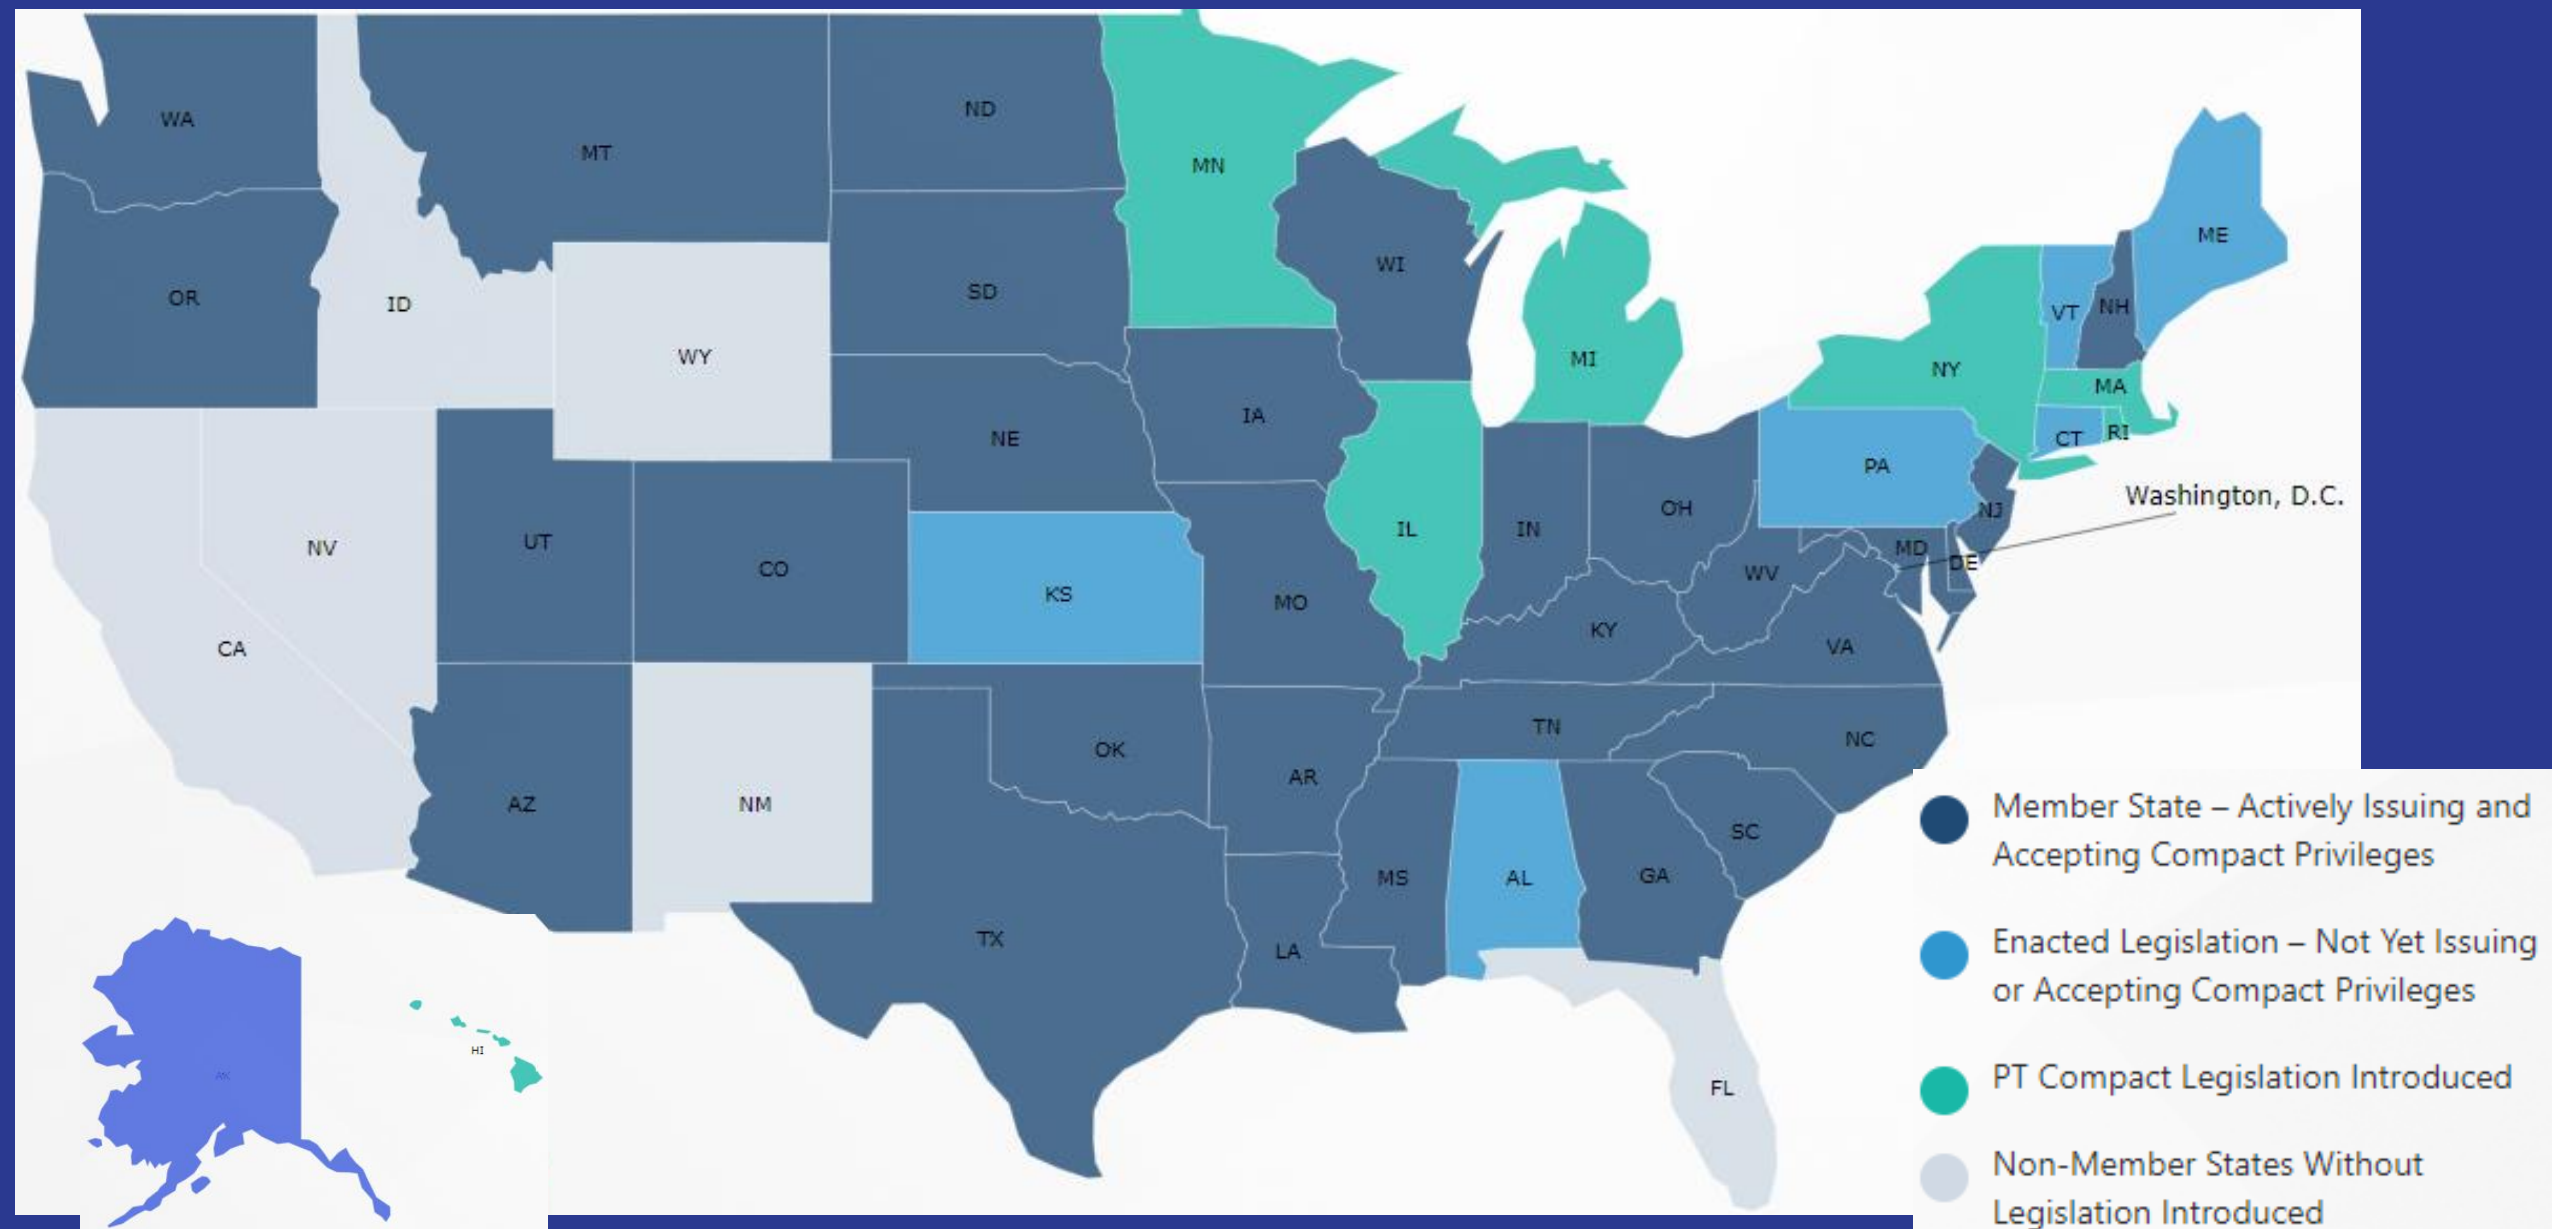 WA
ND
MT
MN
ME
WI
OR
SD
ID
VT
NH
WY
MI
NY
MA
IA
NE
CT
RI
PA
Washington, D.C.
OH
NJ
IN
IL
UT
NV
MD
DE
CO
WV
KS
MO
KY
VA
CA
TN
NC
OK
AR
AZ
NM
SC
GA
MS
AL
TX
LA
HI
AK
FL
Member State – Actively Issuing and
Accepting Compact Privileges
Enacted Legislation – Not Yet Issuing
or Accepting Compact Privileges
PT Compact Legislation Introduced
Non-Member States Without
Legislation Introduced